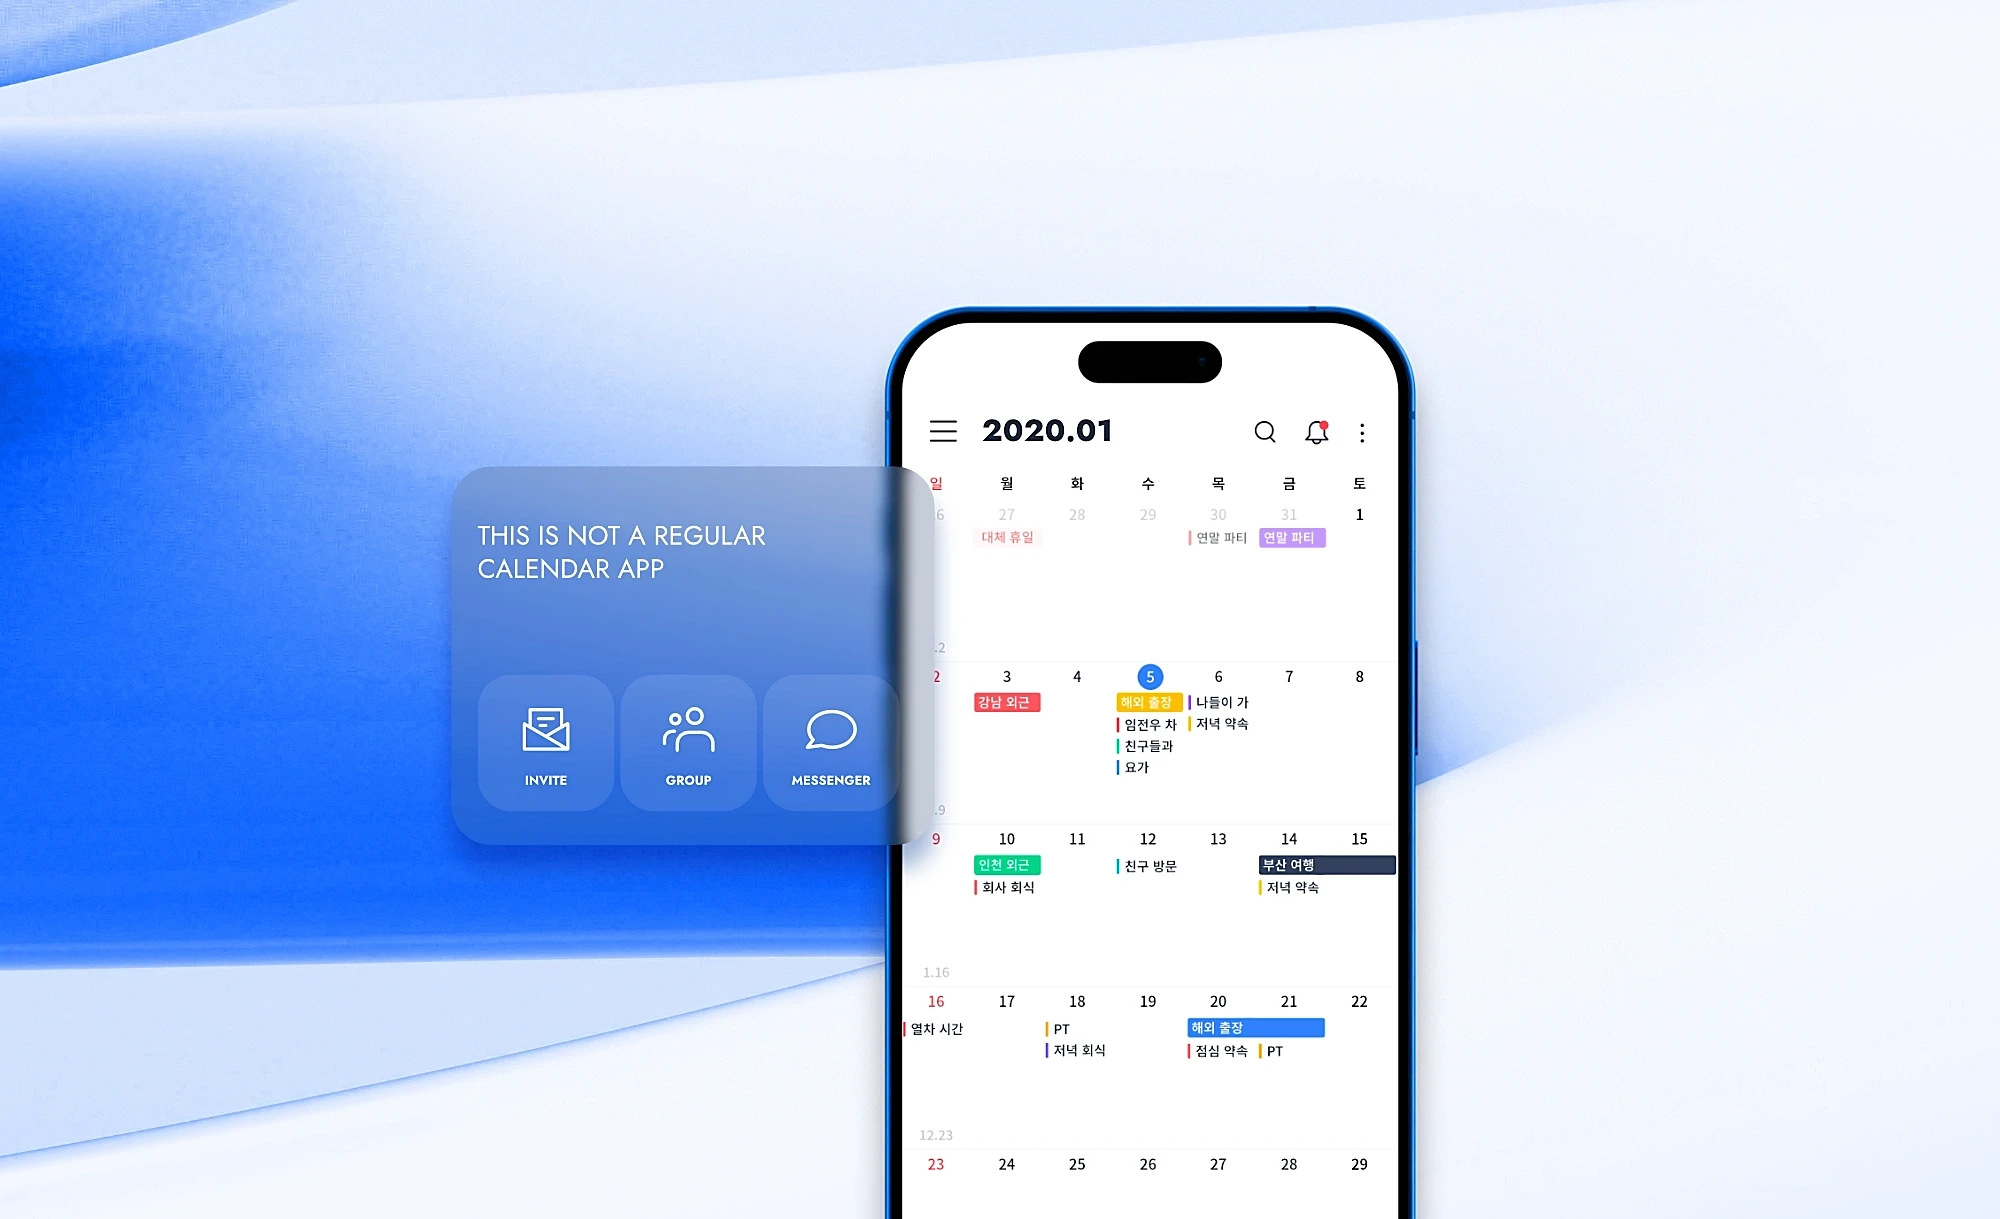 2020.01
THIS IS NOT A REGULAR
CALENDAR APP
INVITE GROUP MESSENGER
일 월 화 수 목 금 토
6 27 28 29 30 31 1
대체 휴일 연말 파티 연말 파티
.2
2 3 4 5 6 7 8
강남 외근 해외 출장 나들이 가
임전우 차 저녁 약속
친구들과
요가
.9
9 10 11 12 13 14 15
인천 외근 친구 방문 부산 여행
회사 회식 저녁 약속
1.16
16 17 18 19 20 21 22
열차 시간 PT 해외 출장
저녁 회식 점심 약속 PT
12.23
23 24 25 26 27 28 29